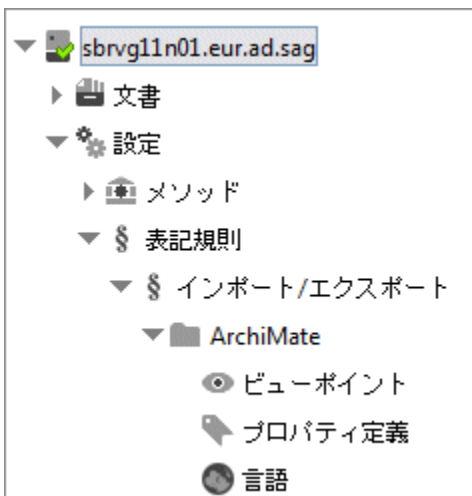 sbrvg11n01.eur.ad.sag
文書
設定
メソッド
§ 表記規則
§ インポート/エクスポート
ArchiMate
ビューポイント
プロパティ定義
言語